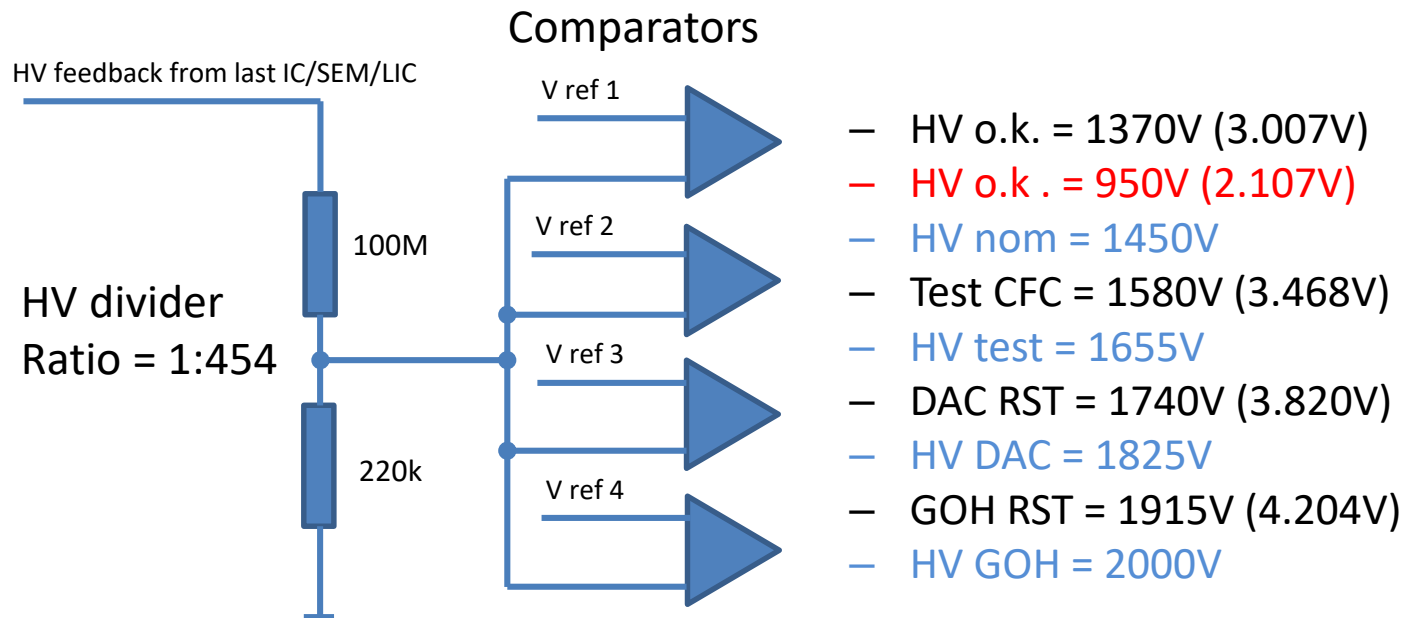 Comparators
HV feedback from last IC/SEM/LIC
V ref 1
100M
V ref 2
HV divider
Ratio = 1:454
V ref 3
220k
V ref 4
– HV o.k. = 1370V (3.007V)
– HV o.k . = 950V (2.107V)
– HV nom = 1450V
– Test CFC = 1580V (3.468V)
– HV test = 1655V
– DAC RST = 1740V (3.820V)
– HV DAC = 1825V
– GOH RST = 1915V (4.204V)
– HV GOH = 2000V